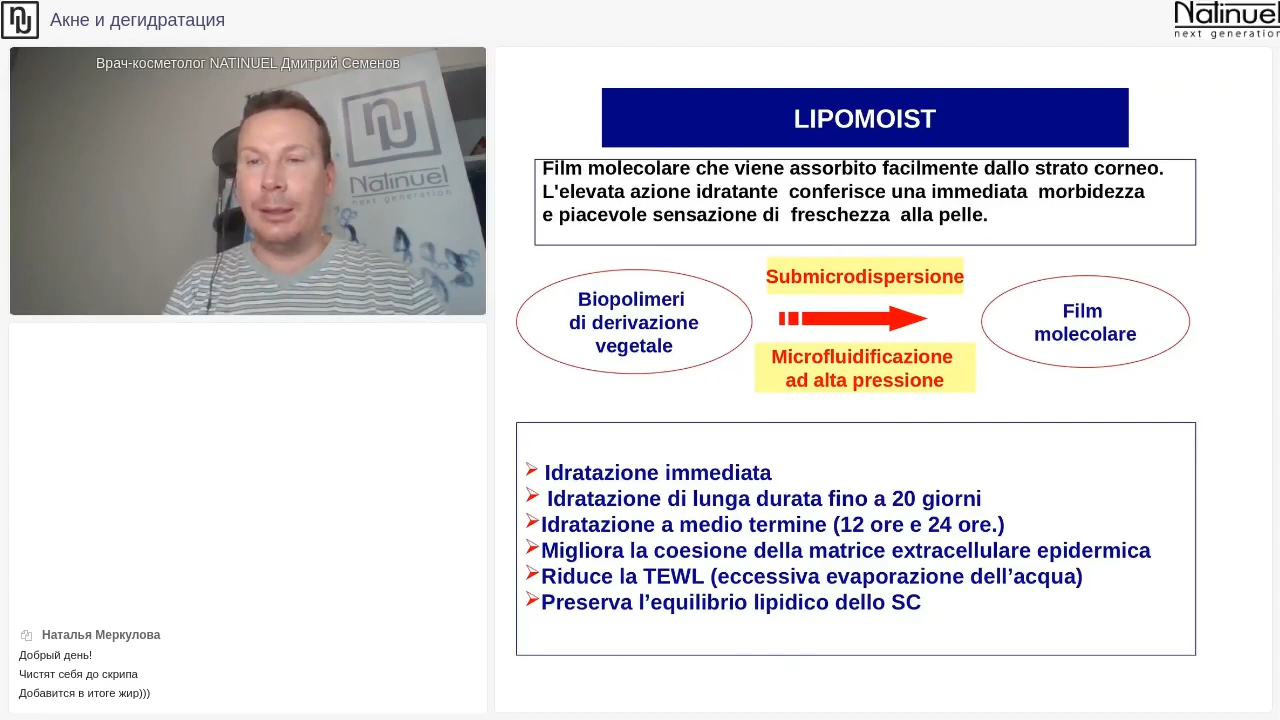 Акне и дегидратация
Natinuel
next generation
Врач-косметолог NATINUEL Дмитрий Семенов
Natinuel
next generation
LIPOMOIST
Film molecolare che viene assorbito facilmente dallo strato corneo.
L'elevata azione idratante conferisce una immediata morbidezza
e piacevole sensazione di freschezza alla pelle.
Submicrodispersione
Biopolimeri
di derivazione
vegetale
Film
molecolare
Microfluidificazione
ad alta pressione
Idratazione immediata
Idratazione di lunga durata fino a 20 giorni
Idratazione a medio termine (12 ore e 24 ore.)
Migliora la coesione della matrice extracellulare epidermica
Riduce la TEWL (eccessiva evaporazione dell’acqua)
Preserva l’equilibrio lipidico dello SC
Наталья Меркулова
Добрый день!
Чистят себя до скрипа
Добавится в итоге жир)))